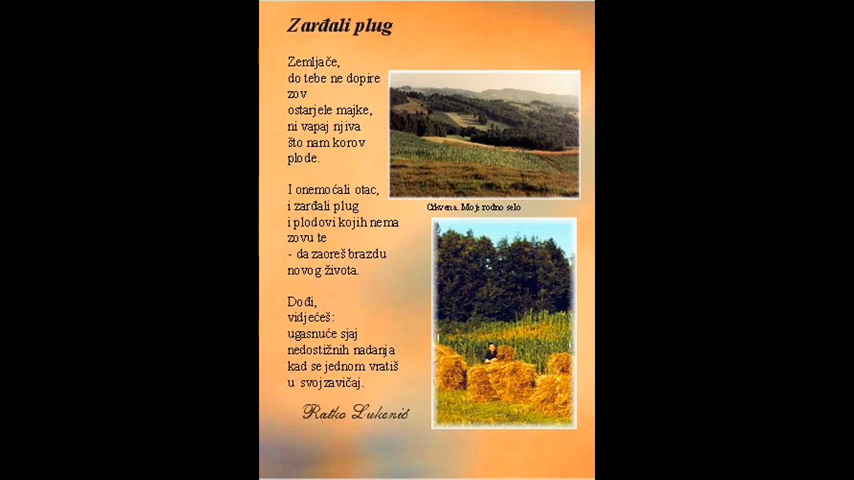 Zarđali plug
Zemljače,
do tebe ne dopire
zov
ostarjele majke,
ni vapaj njiva
što nam korov
plode.
I onemoćali otac,
i zarđali plug
i plodovi kojih nema
zovu te
- da zaoreš brazdu
novog života.
Dođi,
vidjećeš:
ugasnuće sjaj
nedostižnih nadanja
kad se jednom vratiš
u svoj zavičaj.
Ratko Lukenić
Crkvena. Moje rodno selo